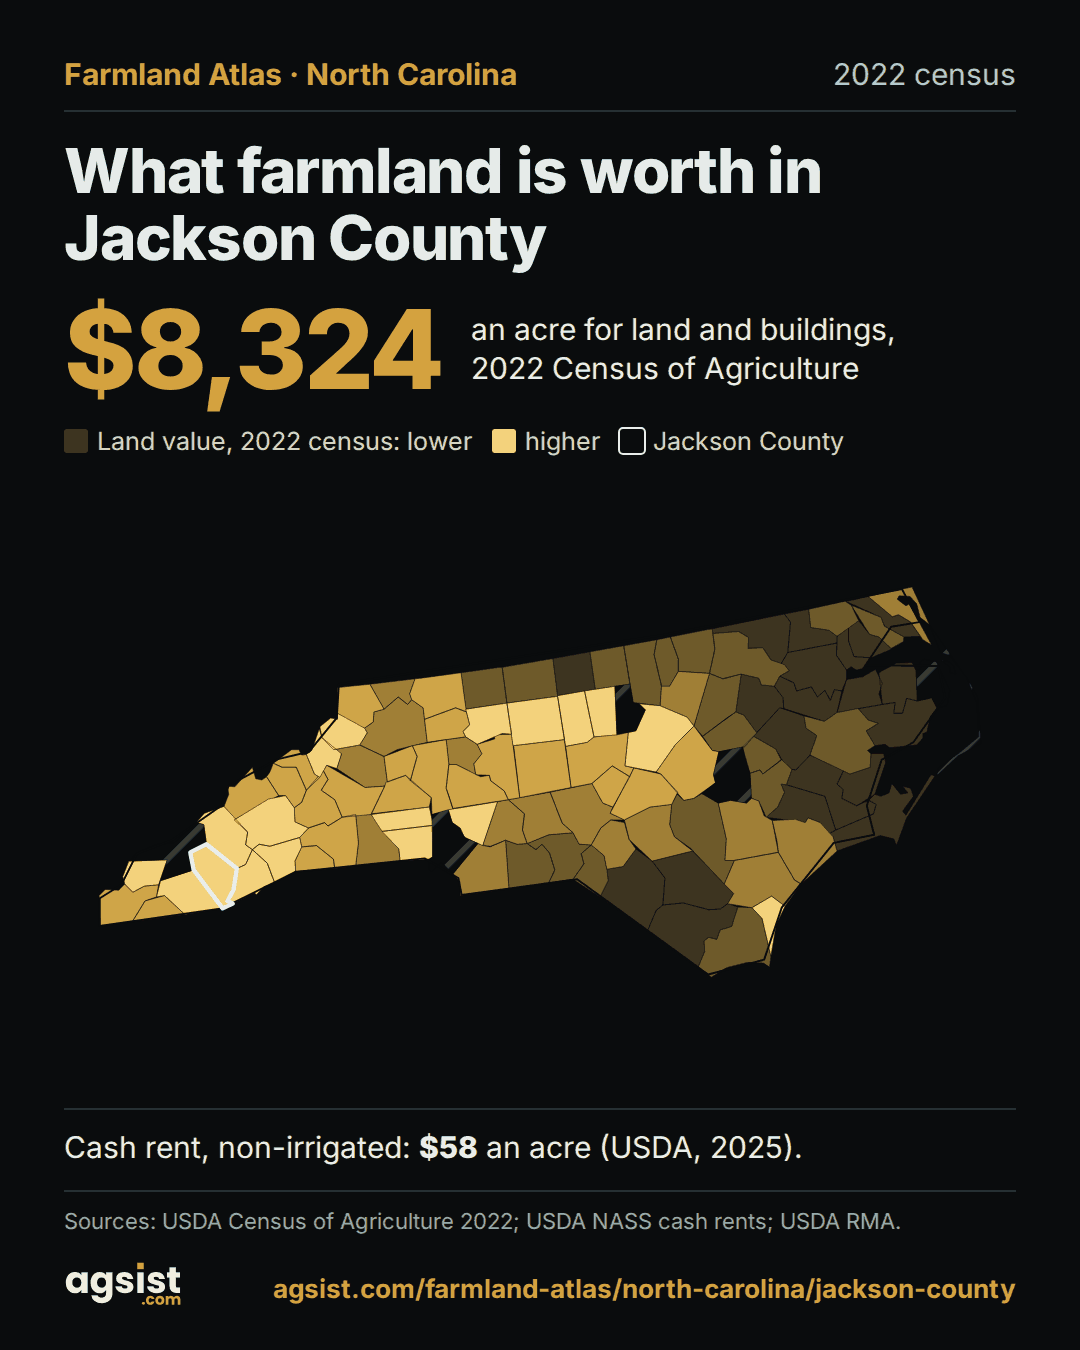 Farmland Atlas · North Carolina
2022 census
What farmland is worth in
Jackson County
$8,324
an acre for land and buildings,
2022 Census of Agriculture
Land value, 2022 census: lower
higher
Jackson County
Cash rent, non-irrigated: $58 an acre (USDA, 2025).
Sources: USDA Census of Agriculture 2022; USDA NASS cash rents; USDA RMA.
agsist
.com
agsist.com/farmland-atlas/north-carolina/jackson-county